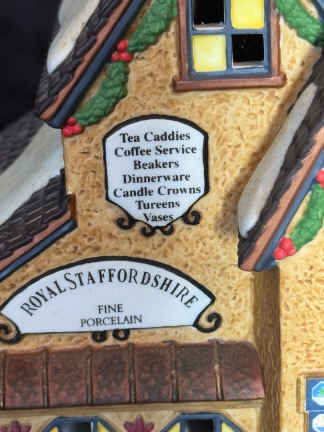 Tea Caddies
Coffee Service
Beakers
Dinnerware
Candle Crowns
Tureens
Vases
ROYAL STAFFORDSHIRE
FINE
PORCELAIN